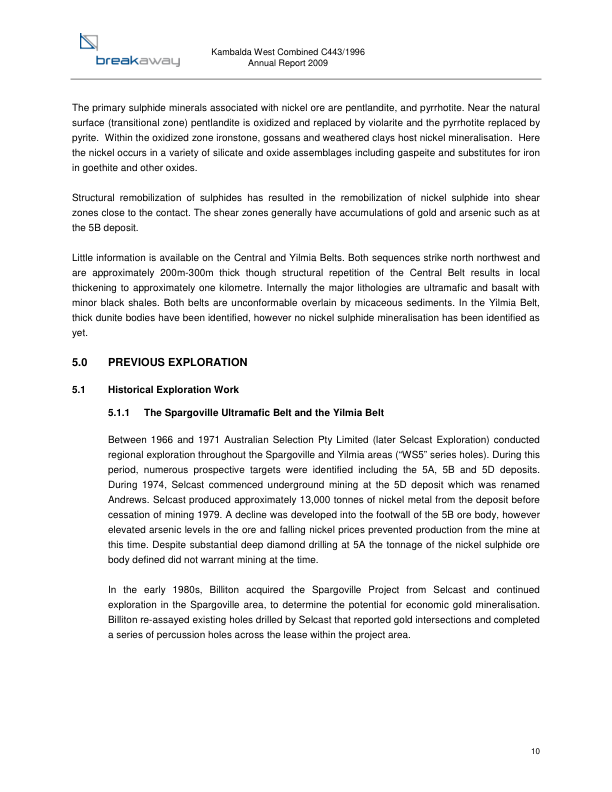 breakaway
Kambalda West Combined C443/1996
Annual Report 2009
The primary sulphide minerals associated with nickel ore are pentlandite, and pyrrhotite. Near the natural
surface (transitional zone) pentlandite is oxidized and replaced by violarite and the pyrrhotite replaced by
pyrite. Within the oxidized zone ironstone, gossans and weathered clays host nickel mineralisation. Here
the nickel occurs in a variety of silicate and oxide assemblages including gaspeite and substitutes for iron
in goethite and other oxides.
Structural remobilization of sulphides has resulted in the remobilization of nickel sulphide into shear
zones close to the contact. The shear zones generally have accumulations of gold and arsenic such as at
the 5B deposit.
Little information is available on the Central and Yilmia Belts. Both sequences strike north northwest and
are approximately 200m-300m thick though structural repetition of the Central Belt results in local
thickening to approximately one kilometre. Internally the major lithologies are ultramafic and basalt with
minor black shales. Both belts are unconformable overlain by micaceous sediments. In the Yilmia Belt,
thick dunite bodies have been identified, however no nickel sulphide mineralisation has been identified as
yet.
5.0 PREVIOUS EXPLORATION
5.1 Historical Exploration Work
5.1.1 The Spargoville Ultramafic Belt and the Yilmia Belt
Between 1966 and 1971 Australian Selection Pty Limited (later Selcast Exploration) conducted
regional exploration throughout the Spargoville and Yilmia areas (“WS5” series holes). During this
period, numerous prospective targets were identified including the 5A, 5B and 5D deposits.
During 1974, Selcast commenced underground mining at the 5D deposit which was renamed
Andrews. Selcast produced approximately 13,000 tonnes of nickel metal from the deposit before
cessation of mining 1979. A decline was developed into the footwall of the 5B ore body, however
elevated arsenic levels in the ore and falling nickel prices prevented production from the mine at
this time. Despite substantial deep diamond drilling at 5A the tonnage of the nickel sulphide ore
body defined did not warrant mining at the time.
In the early 1980s, Billiton acquired the Spargoville Project from Selcast and continued
exploration in the Spargoville area, to determine the potential for economic gold mineralisation.
Billiton re-assayed existing holes drilled by Selcast that reported gold intersections and completed
a series of percussion holes across the lease within the project area.
10